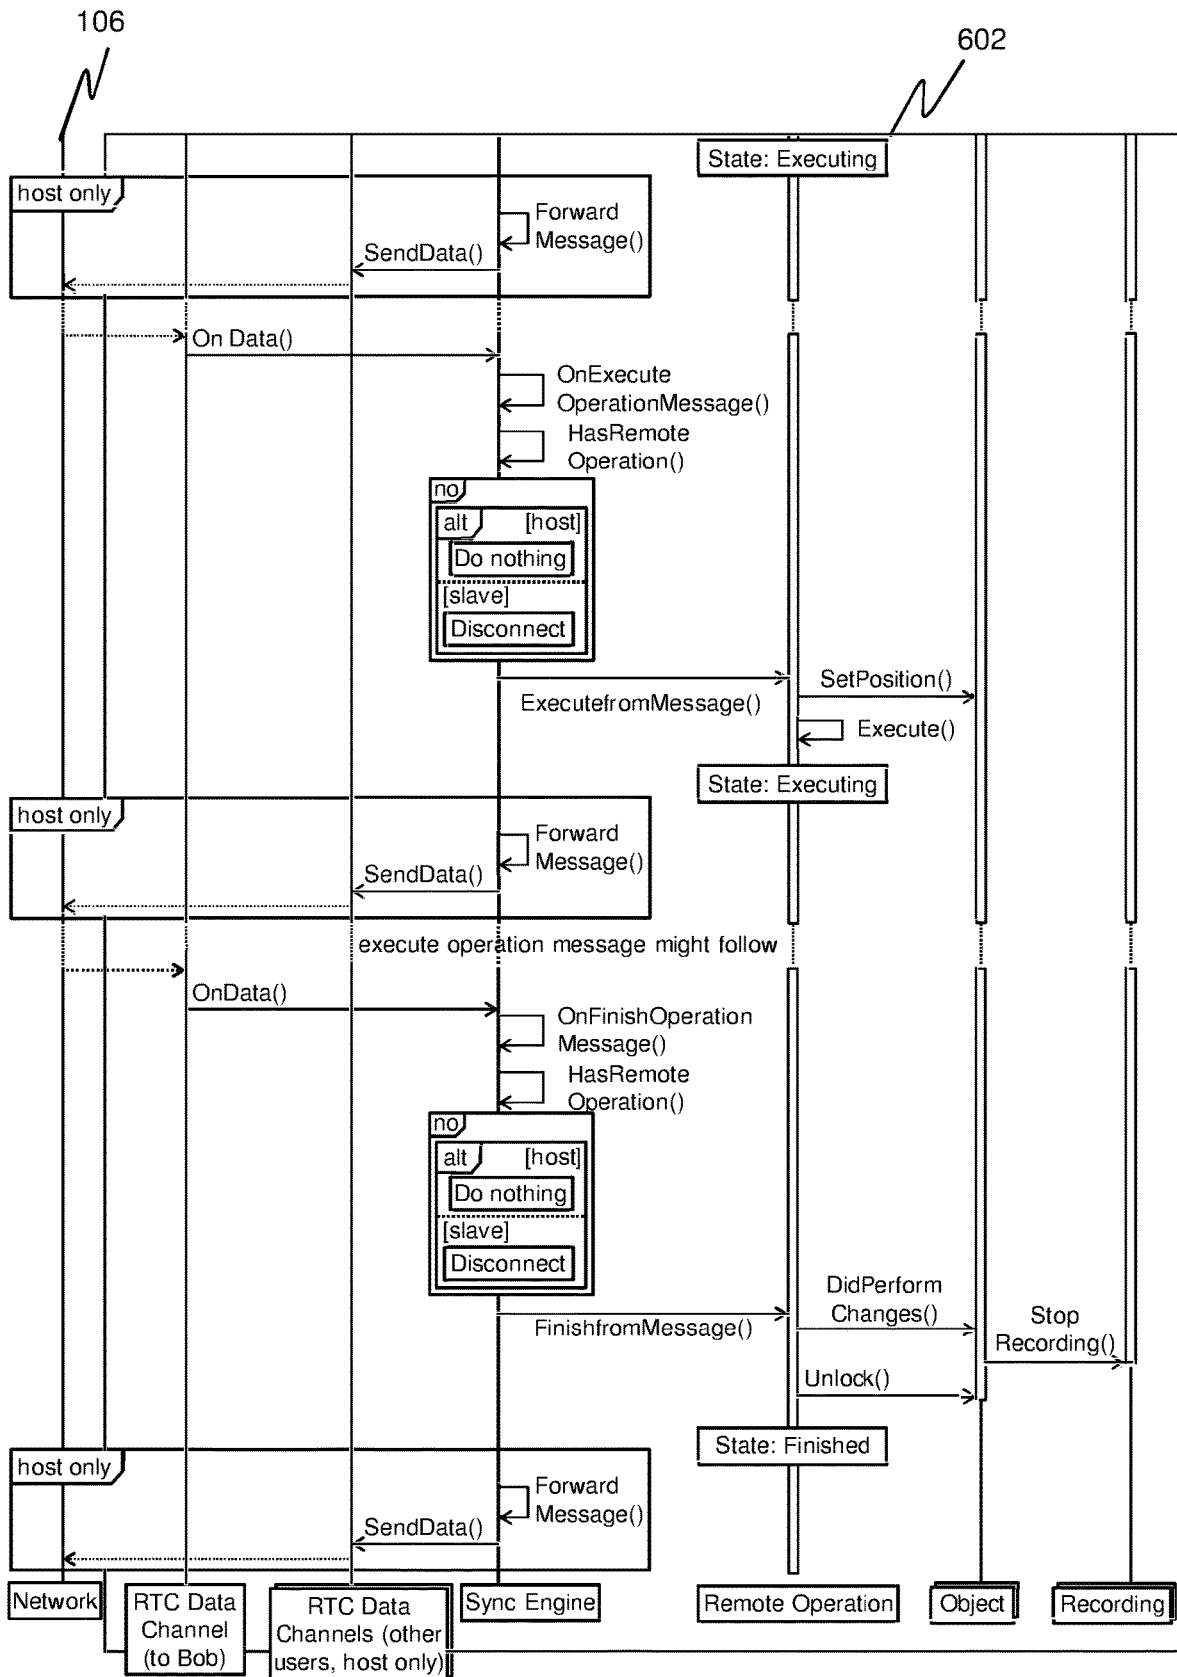 106
602
State: Executing
host only
Forward
Message()
SendData()
On Data()
OnExecute
OperationMessage()
HasRemote
Operation()
no
alt [host]
Do nothing
[slave]
Disconnect
ExecutefromMessage()
SetPosition()
Execute()
State: Executing
host only
Forward
Message()
SendData()
execute operation message might follow
OnData()
OnFinishOperation
Message()
HasRemote
Operation()
no
alt [host]
Do nothing
[slave]
Disconnect
FinishfromMessage()
DidPerform
Changes()
Stop
Recording()
Unlock()
State: Finished
host only
Forward
Message()
SendData()
Network
RTC Data
Channel
(to Bob)
RTC Data
Channels (other
users, host only)
Sync Engine
Remote Operation
Object
Recording